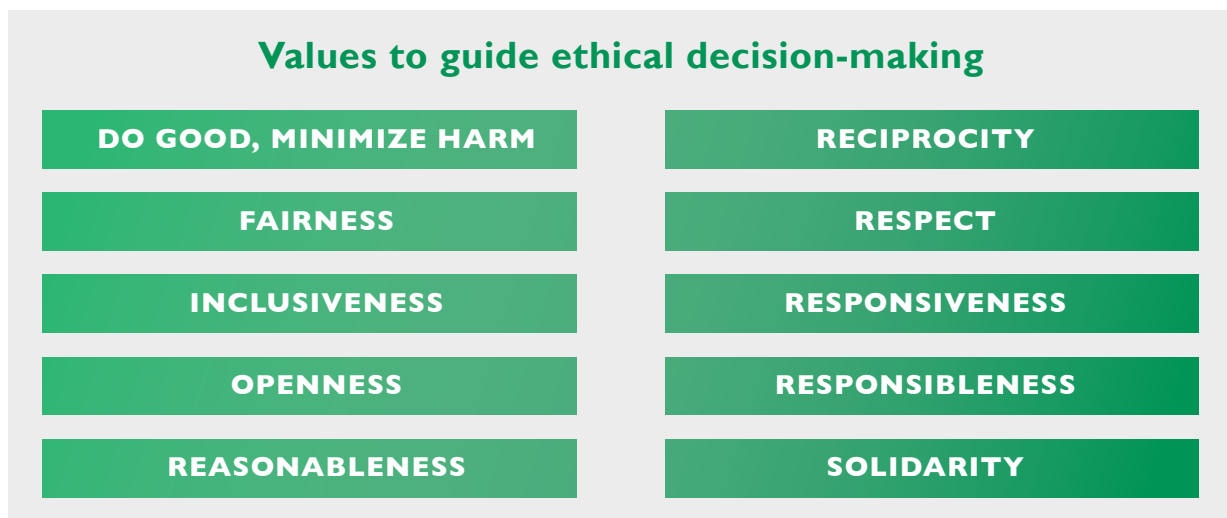 Values to guide ethical decision-making
DO GOOD, MINIMIZE HARM
FAIRNESS
INCLUSIVENESS
OPENNESS
REASONABLENESS
RECIPROCITY
RESPECT
RESPONSIVENESS
RESPONSIBLENESS
SOLIDARITY